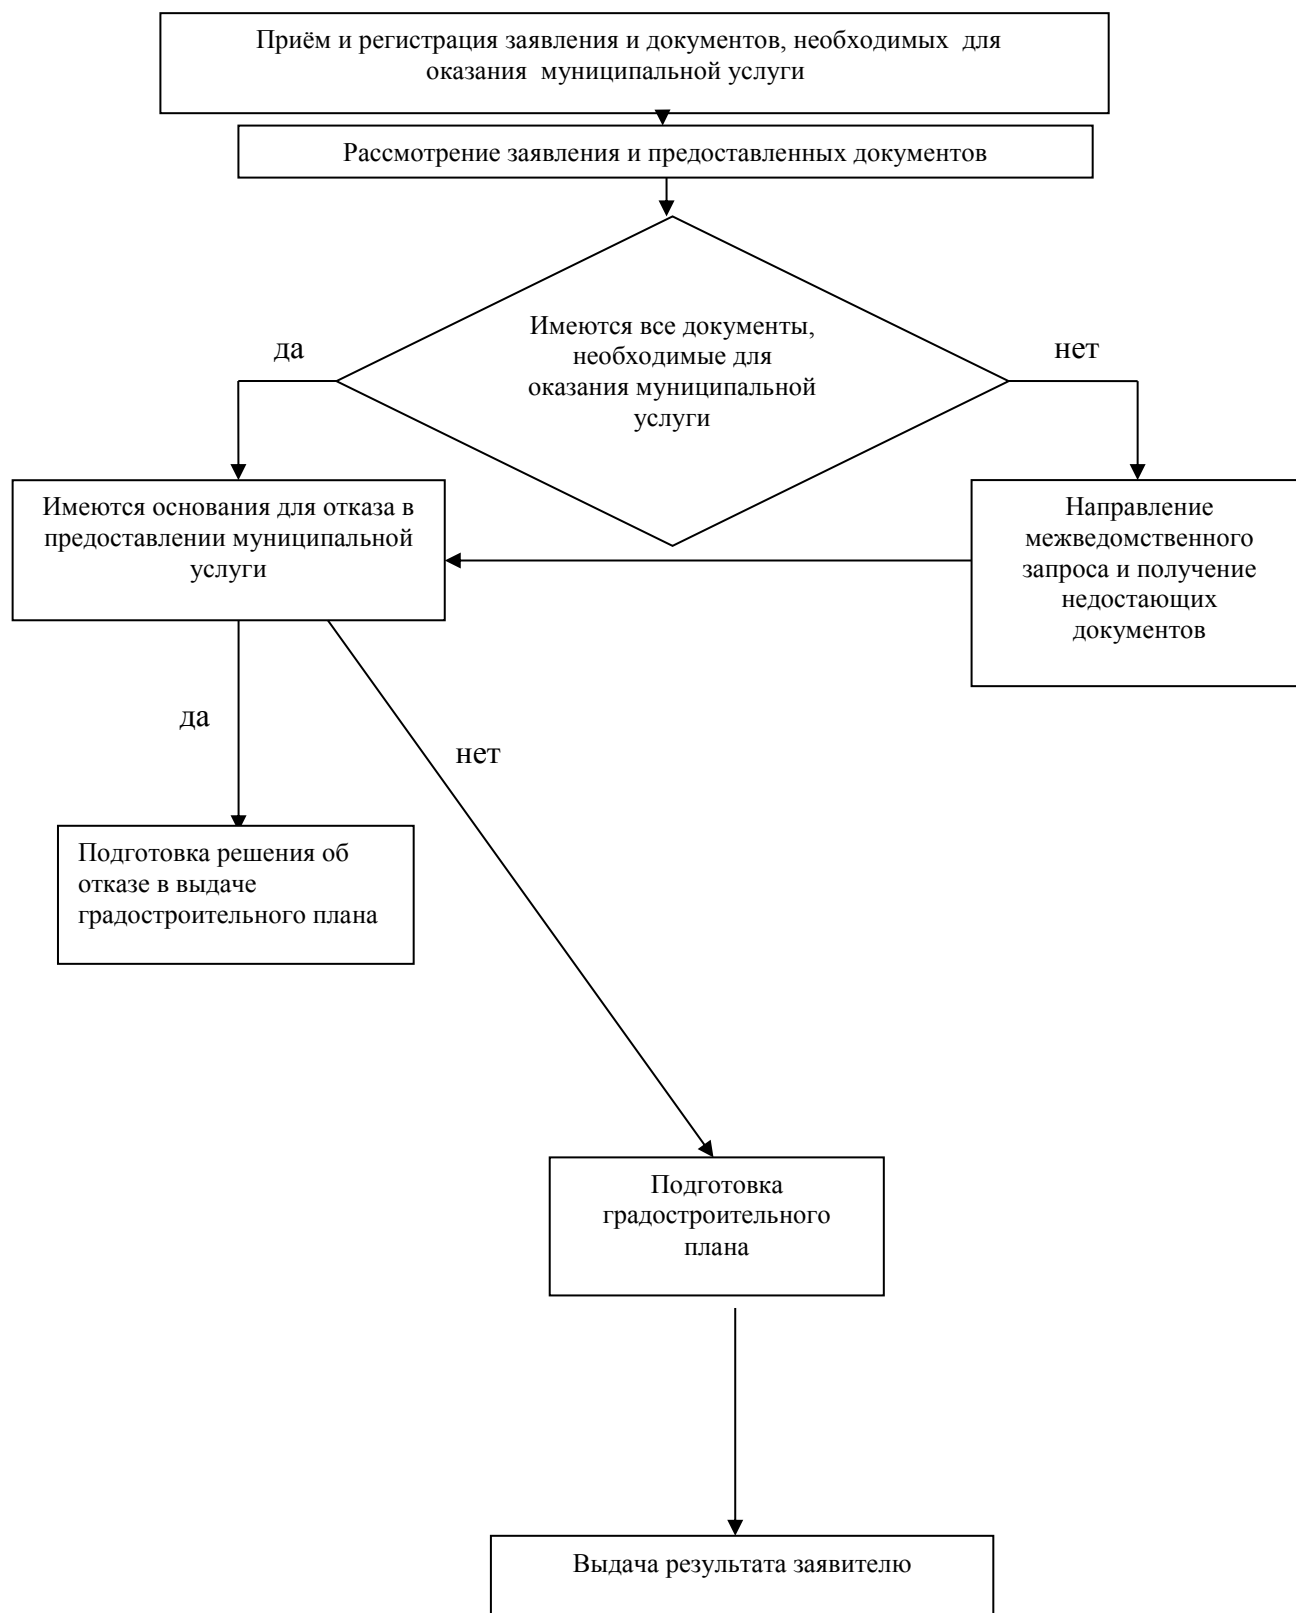 Приём и регистрация заявления и документов, необходимых для
оказания муниципальной услуги
Рассмотрение заявления и предоставленных документов
Имеются все документы,
необходимые для
оказания муниципальной
услуги
да
нет
Имеются основания для отказа в
предоставлении муниципальной
услуги
Направление
межведомственного
запроса и получение
недостающих
документов
да
нет
Подготовка решения об
отказе в выдаче
градостроительного плана
Подготовка
градостроительного
плана
Выдача результата заявителю